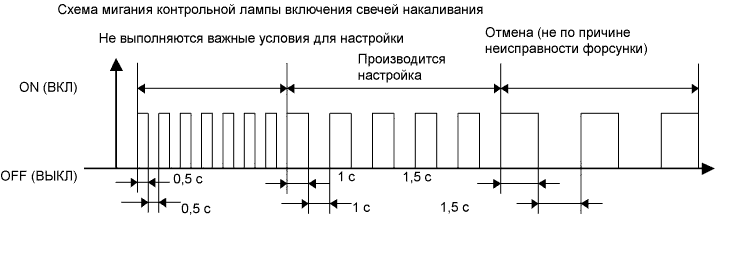 Схема мигания контрольной лампы включения свечей накаливания
Не выполняются важные условия для настройки
Производится
настройка
Отмена (не по причине
неисправности форсунки)
ON (ВКЛ)
OFF (ВЫКЛ)
0,5 с
1 с
1,5 с
0,5 с
1 с
1,5 с